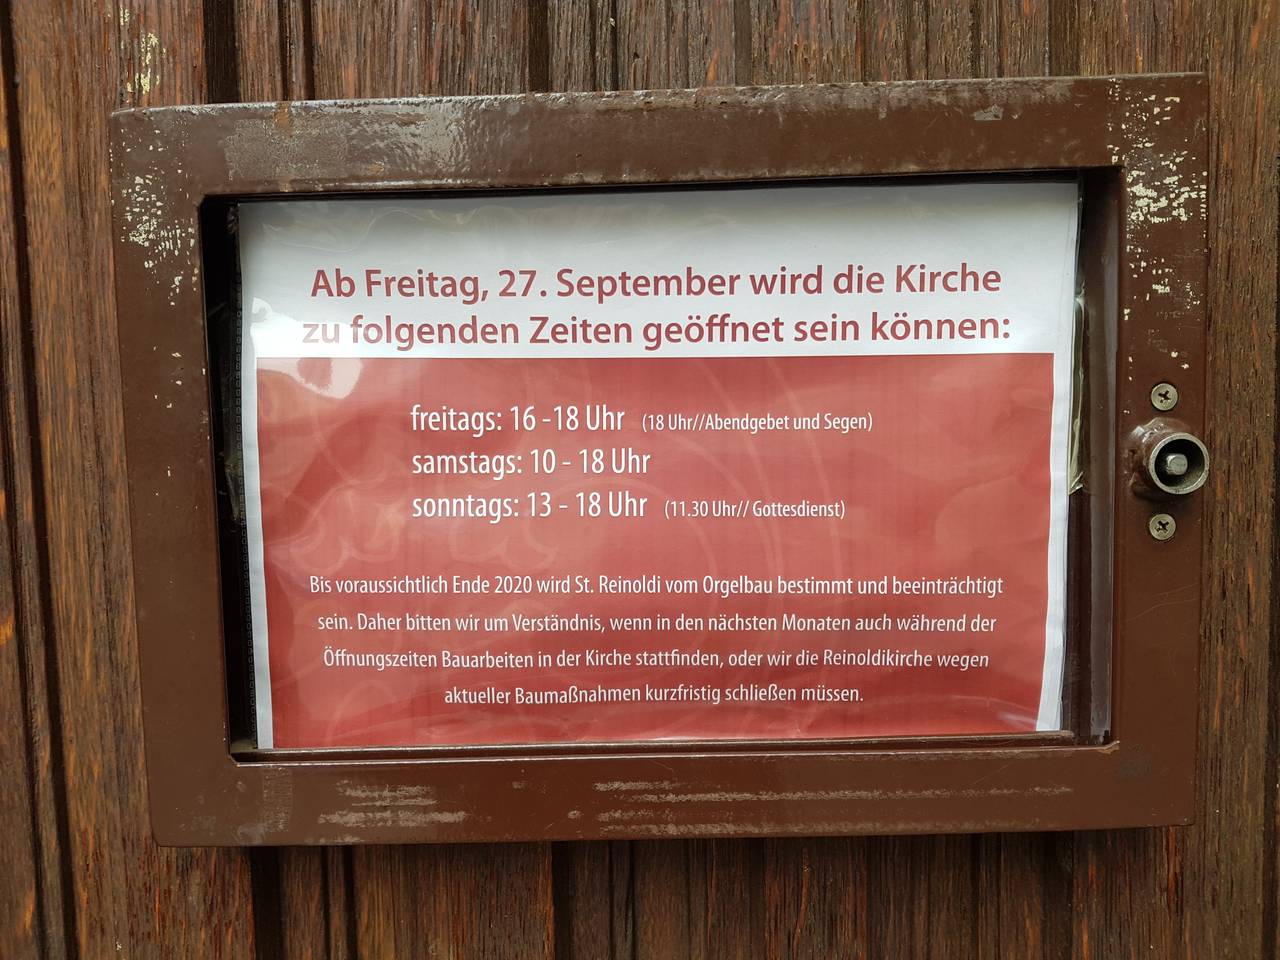 Ab Freitag, 27. September wird die Kirche
zu folgenden Zeiten geöffnet sein können:
freitags: 16 -18 Uhr (18 Uhr//Abendgebet und Segen)
samstags: 10 - 18 Uhr
sonntags: 13 - 18 Uhr (11.30 Uhr// Gottesdienst)
Bis voraussichtlich Ende 2020 wird St. Reinoldi vom Orgelbau bestimmt und beeinträchtigt
sein. Daher bitten wir um Verständnis, wenn in den nächsten Monaten auch während der
Öffnungszeiten Bauarbeiten in der Kirche stattfinden, oder wir die Reinoldikirche wegen
aktueller Baumaßnahmen kurzfristig schließen müssen.